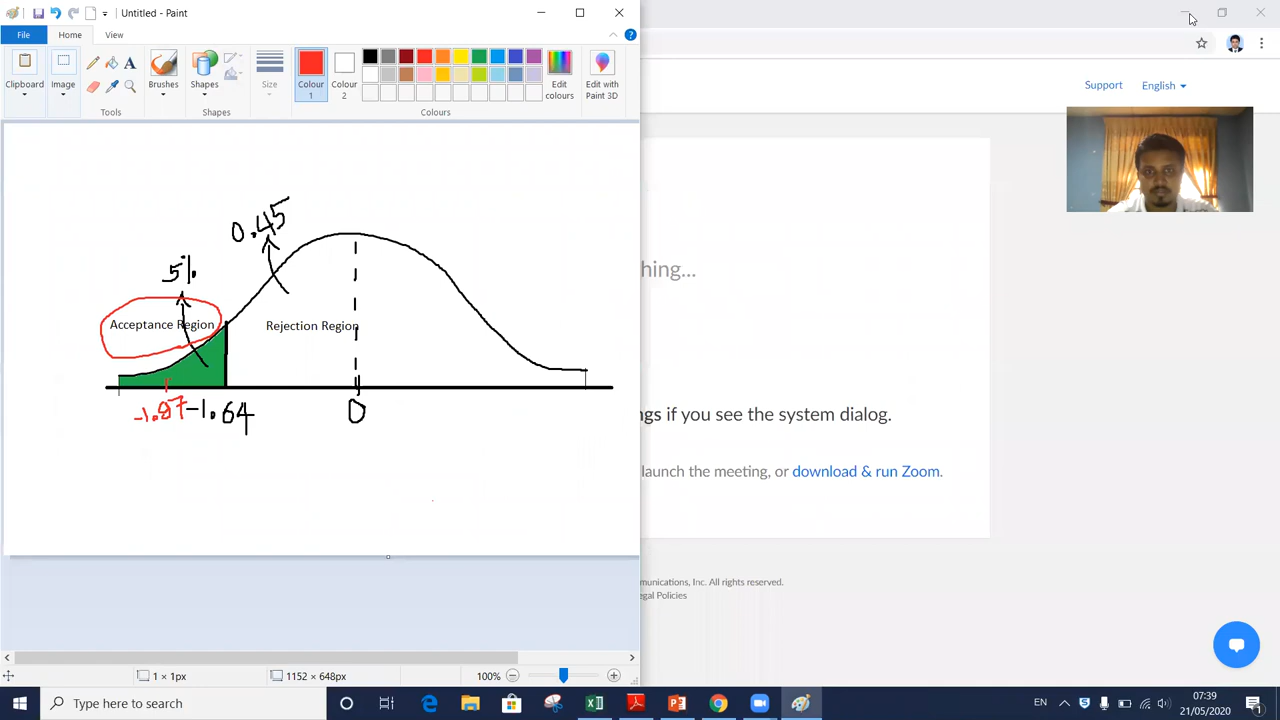 Untitled - Paint
File Home View
Clipboard
Image
Tools
Brushes
Shapes
Shapes
Size
Colour 1
Colour 2
Edit colours
Edit with Paint 3D
Colours
0.45
5%
Acceptance Region
Rejection Region
-1.87
-1.64
0
1 × 1px
1152 × 648px
100%
Support
English
hing...
ngs if you see the system dialog.
launch the meeting, or download & run Zoom.
munications, Inc. All rights reserved.
egal Policies
Type here to search
EN
07:39
21/05/2020